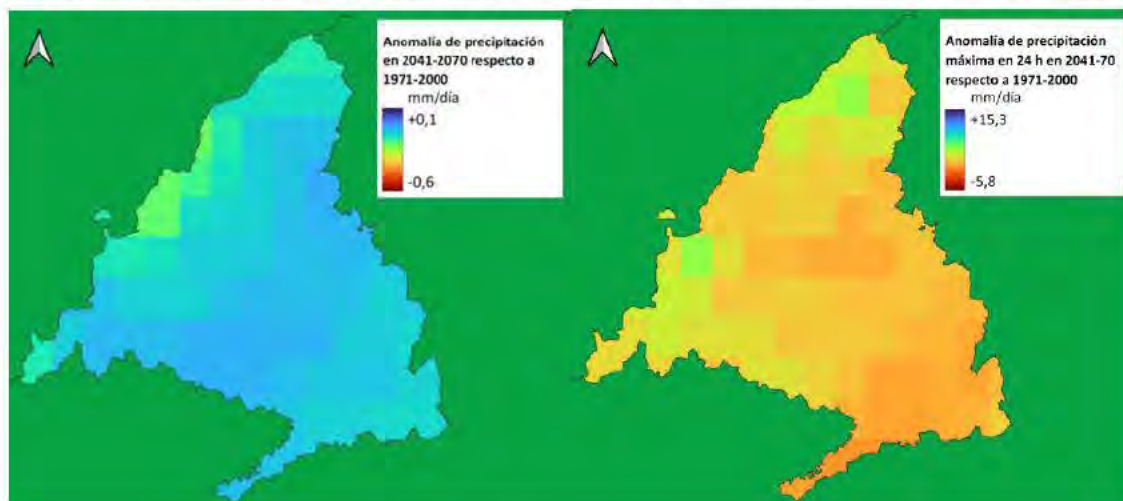 Anomalía de precipitación
en 2041-2070 respecto a
1971-2000
mm/día
+0,1
-0,6
Anomalía de precipitación
máxima en 24 h en 2041-70
respecto a 1971-2000
mm/día
+15,3
-5,8